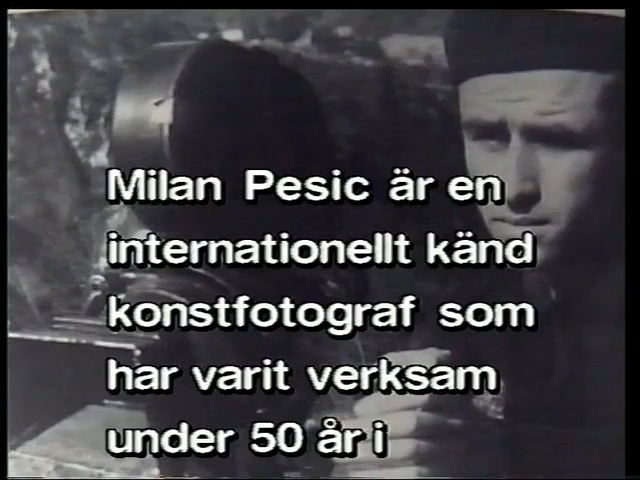 Milan Pesic är en
internationellt känd
konstfotograf som
har varit verksam
under 50 år i